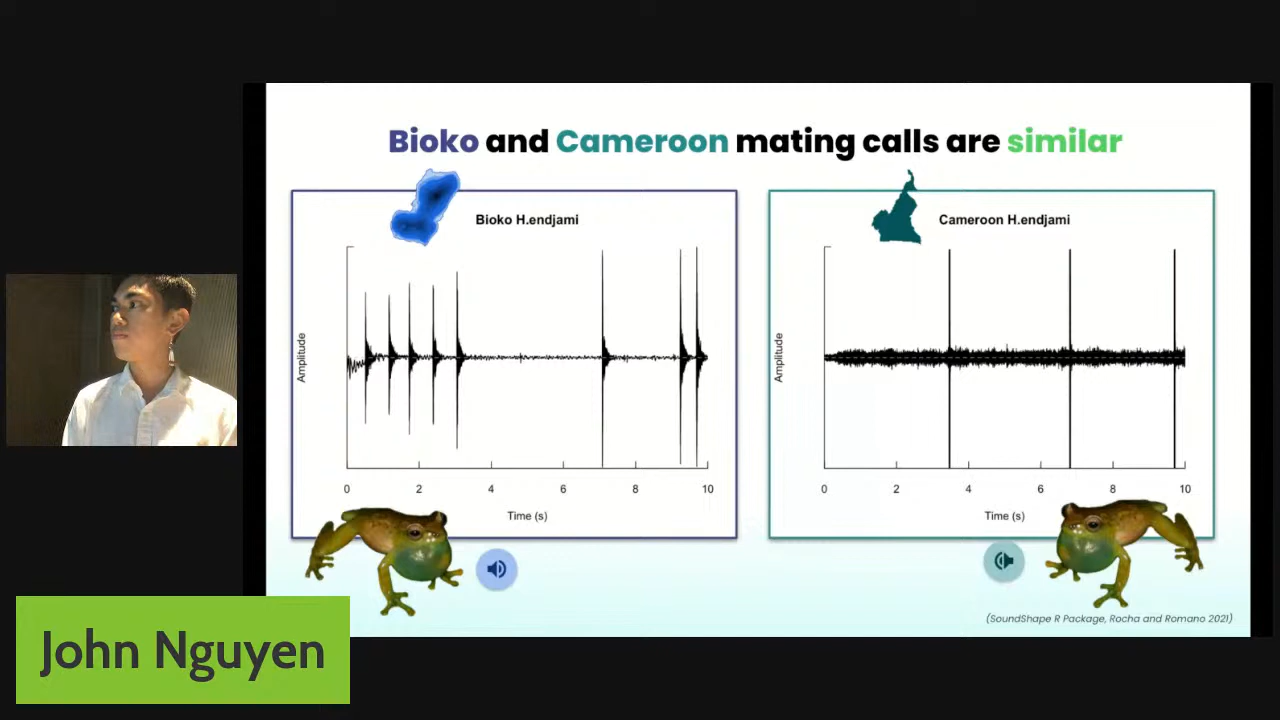 Bioko and Cameroon mating calls are similar
Bioko H.endjami
Amplitude
0 2 4 6 8 10
Time (s)
Cameroon H.endjami
Amplitude
0 2 4 6 8 10
Time (s)
(SoundShape R Package, Rocha and Romano 2021)
John Nguyen